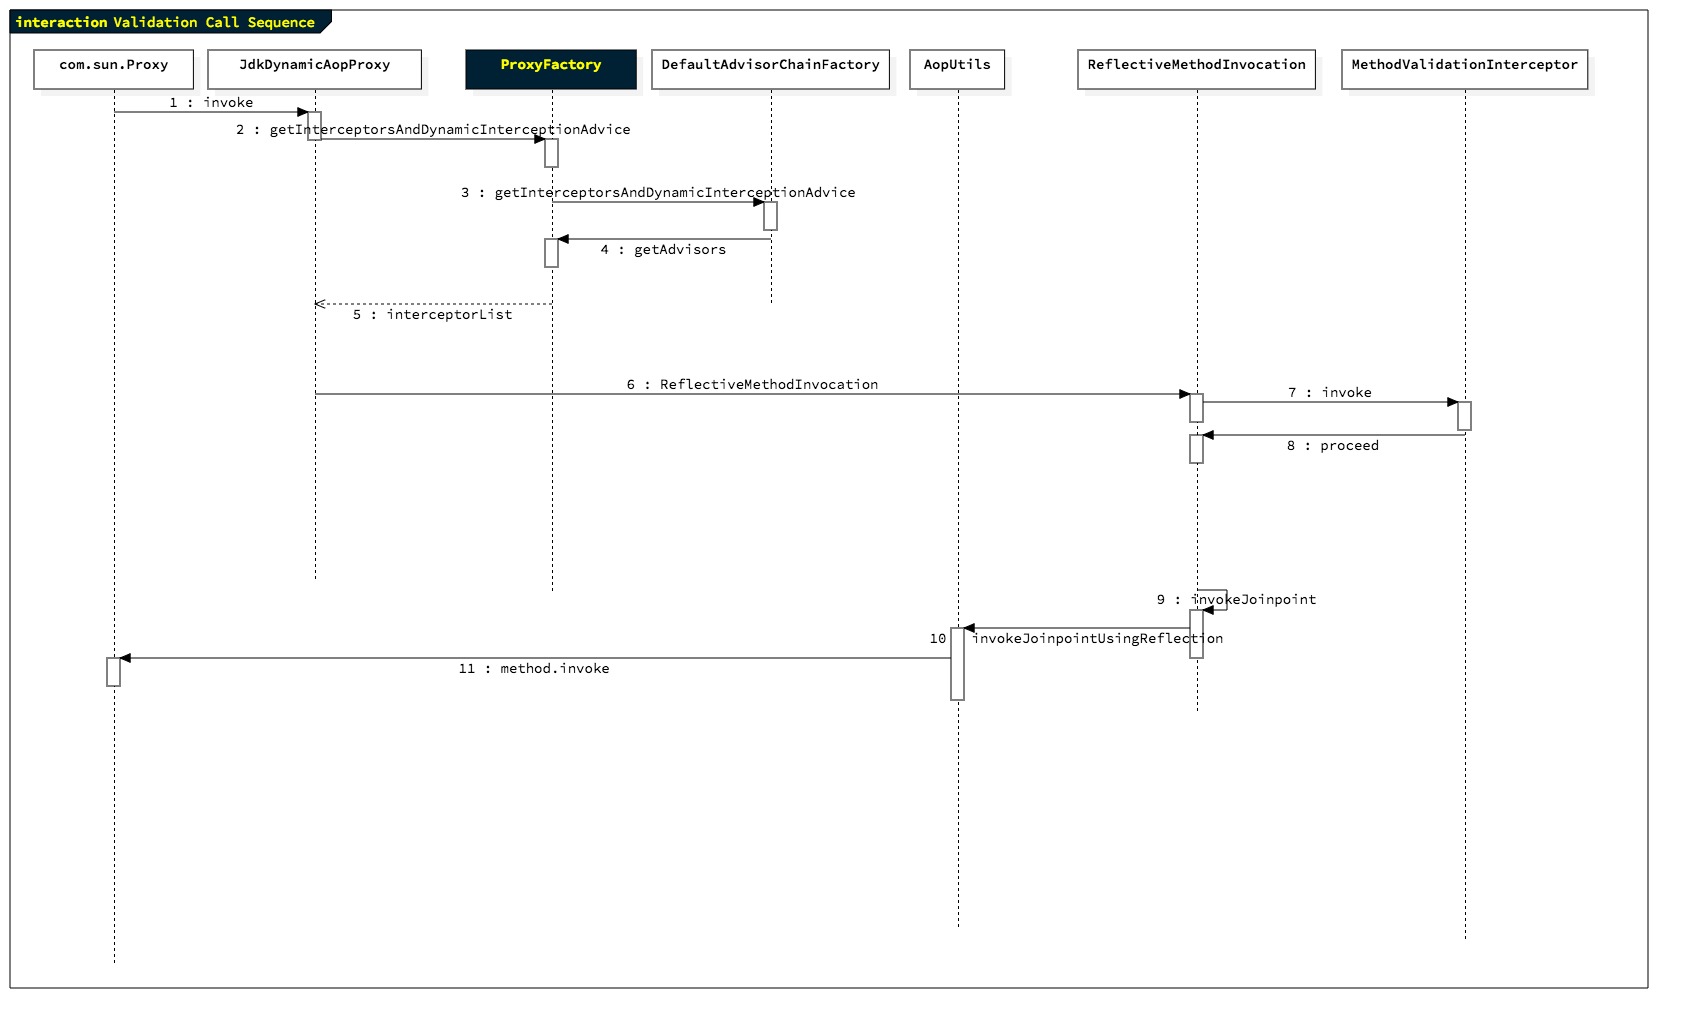 interaction Validation Call Sequence
com.sun.Proxy
JdkDynamicAopProxy
ProxyFactory
DefaultAdvisorChainFactory
AopUtils
ReflectiveMethodInvocation
MethodValidationInterceptor
1 : invoke
2 : getInterceptorsAndDynamicInterceptionAdvice
3 : getInterceptorsAndDynamicInterceptionAdvice
4 : getAdvisors
5 : interceptorList
6 : ReflectiveMethodInvocation
7 : invoke
8 : proceed
9 : invokeJoinpoint
10 invokeJoinpointUsingReflection
11 : method.invoke